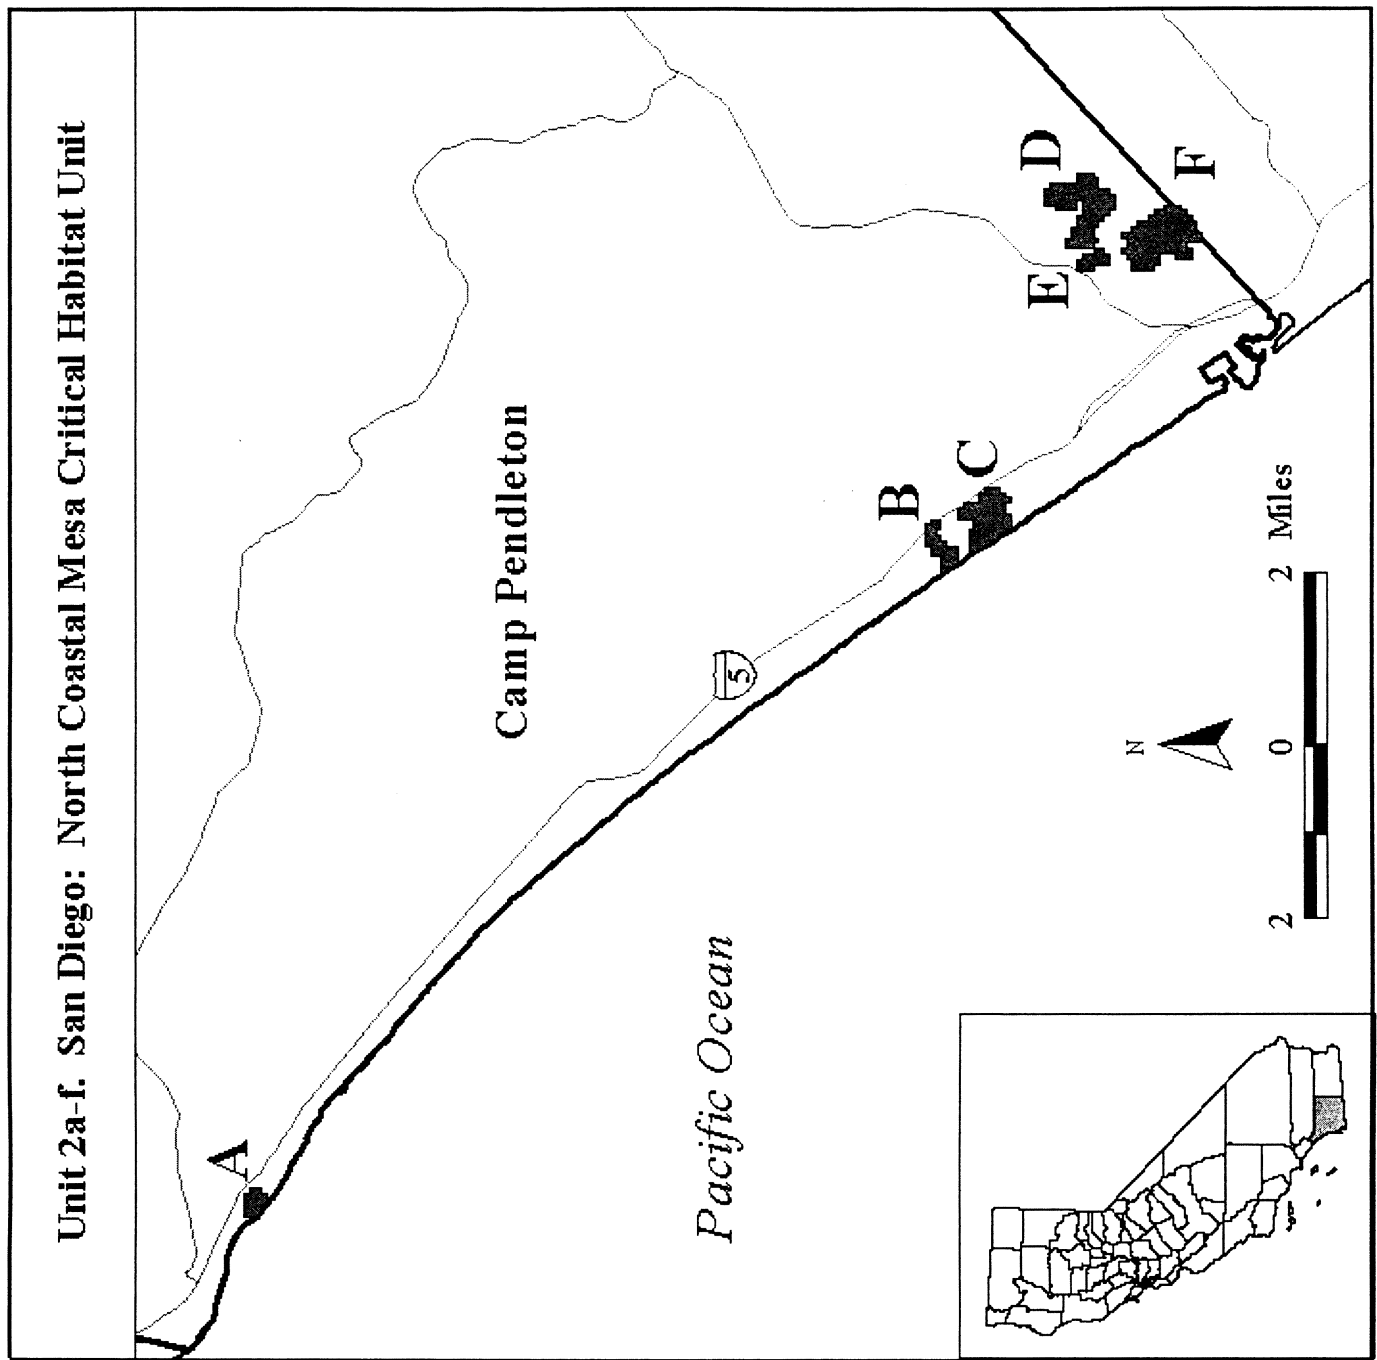 Unit 2a-f. San Diego: North Coastal Mesa Critical Habitat Unit
A
Camp Pendleton
5
B
C
D
E
F
Pacific Ocean
N
2 0 2 Miles